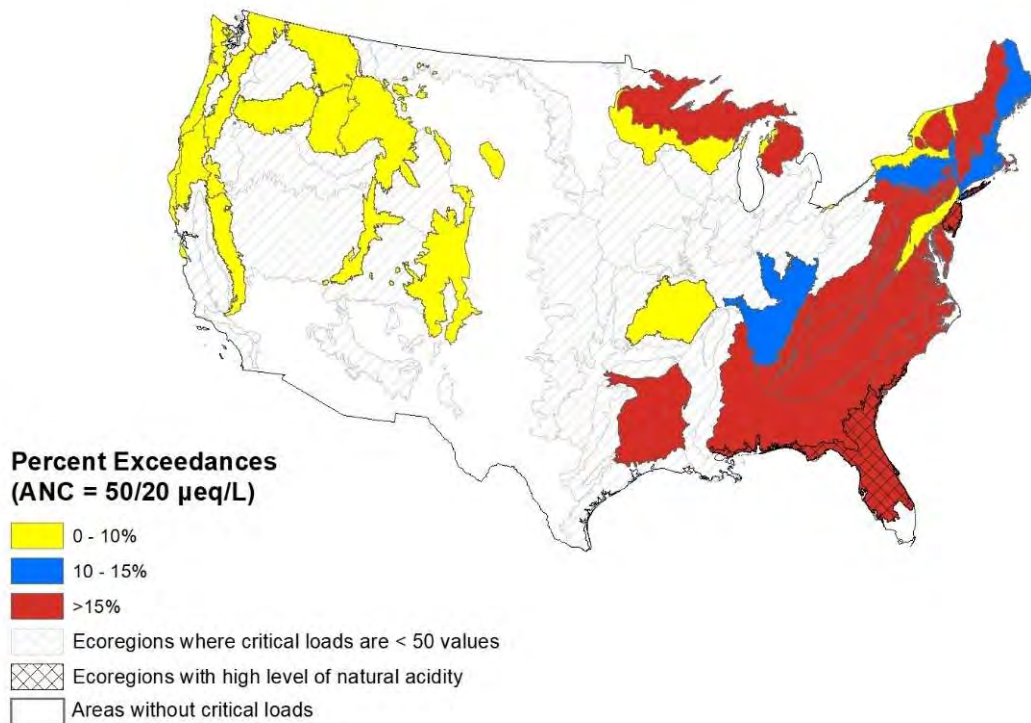 Percent Exceedances
(ANC = 50/20 µeq/L)
0 - 10%
10 - 15%
>15%
Ecoregions where critical loads are < 50 values
Ecoregions with high level of natural acidity
Areas without critical loads